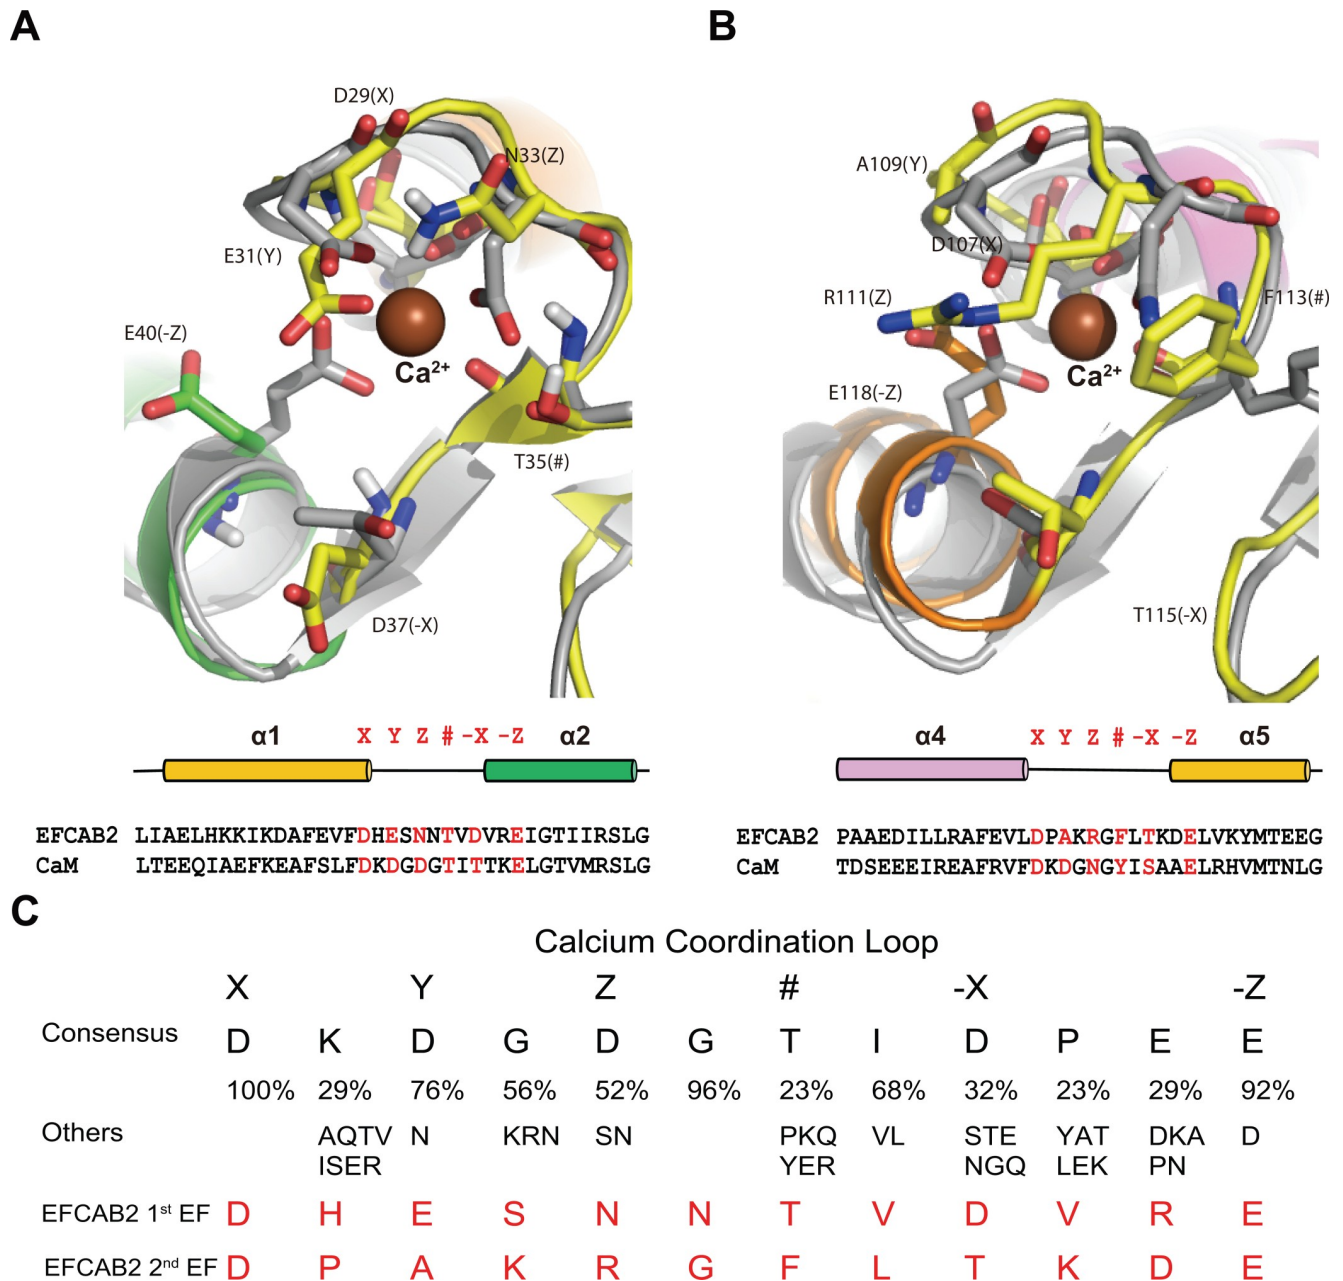 A
D29(X)
N33(Z)
E31(Y)
E40(-Z)
Ca²⁺
T35(#)
D37(-X)
α1 X Y Z # -X -Z α2
EFCAB2 LIAELHKKIKDAFEVFDHESNNTVDVREIGTIIRSLG
CaM LTEEQIAEFKEAFSLFDKDGDGTITTKELGTVMRSLG
B
A109(Y)
D107(X)
R111(Z)
F113(#)
Ca²⁺
E118(-Z)
T115(-X)
α4 X Y Z # -X -Z α5
EFCAB2 PAAEDILLRAFEVLDPAKRGFLTKDELVKYMTEEG
CaM TDSEEEIREAFRVFDKDGNGYISAAELRHVMTNLG
C
Calcium Coordination Loop
X Y Z # -X -Z
Consensus D K D G D G T I D P E E
100% 29% 76% 56% 52% 96% 23% 68% 32% 23% 29% 92%
Others AQTV N KRN SN PKQ VL STE YAT DKA D
ISER YER NGQ LEK PN
EFCAB2 1st EF D H E S N N T V D V R E
EFCAB2 2nd EF D P A K R G F L T K D E